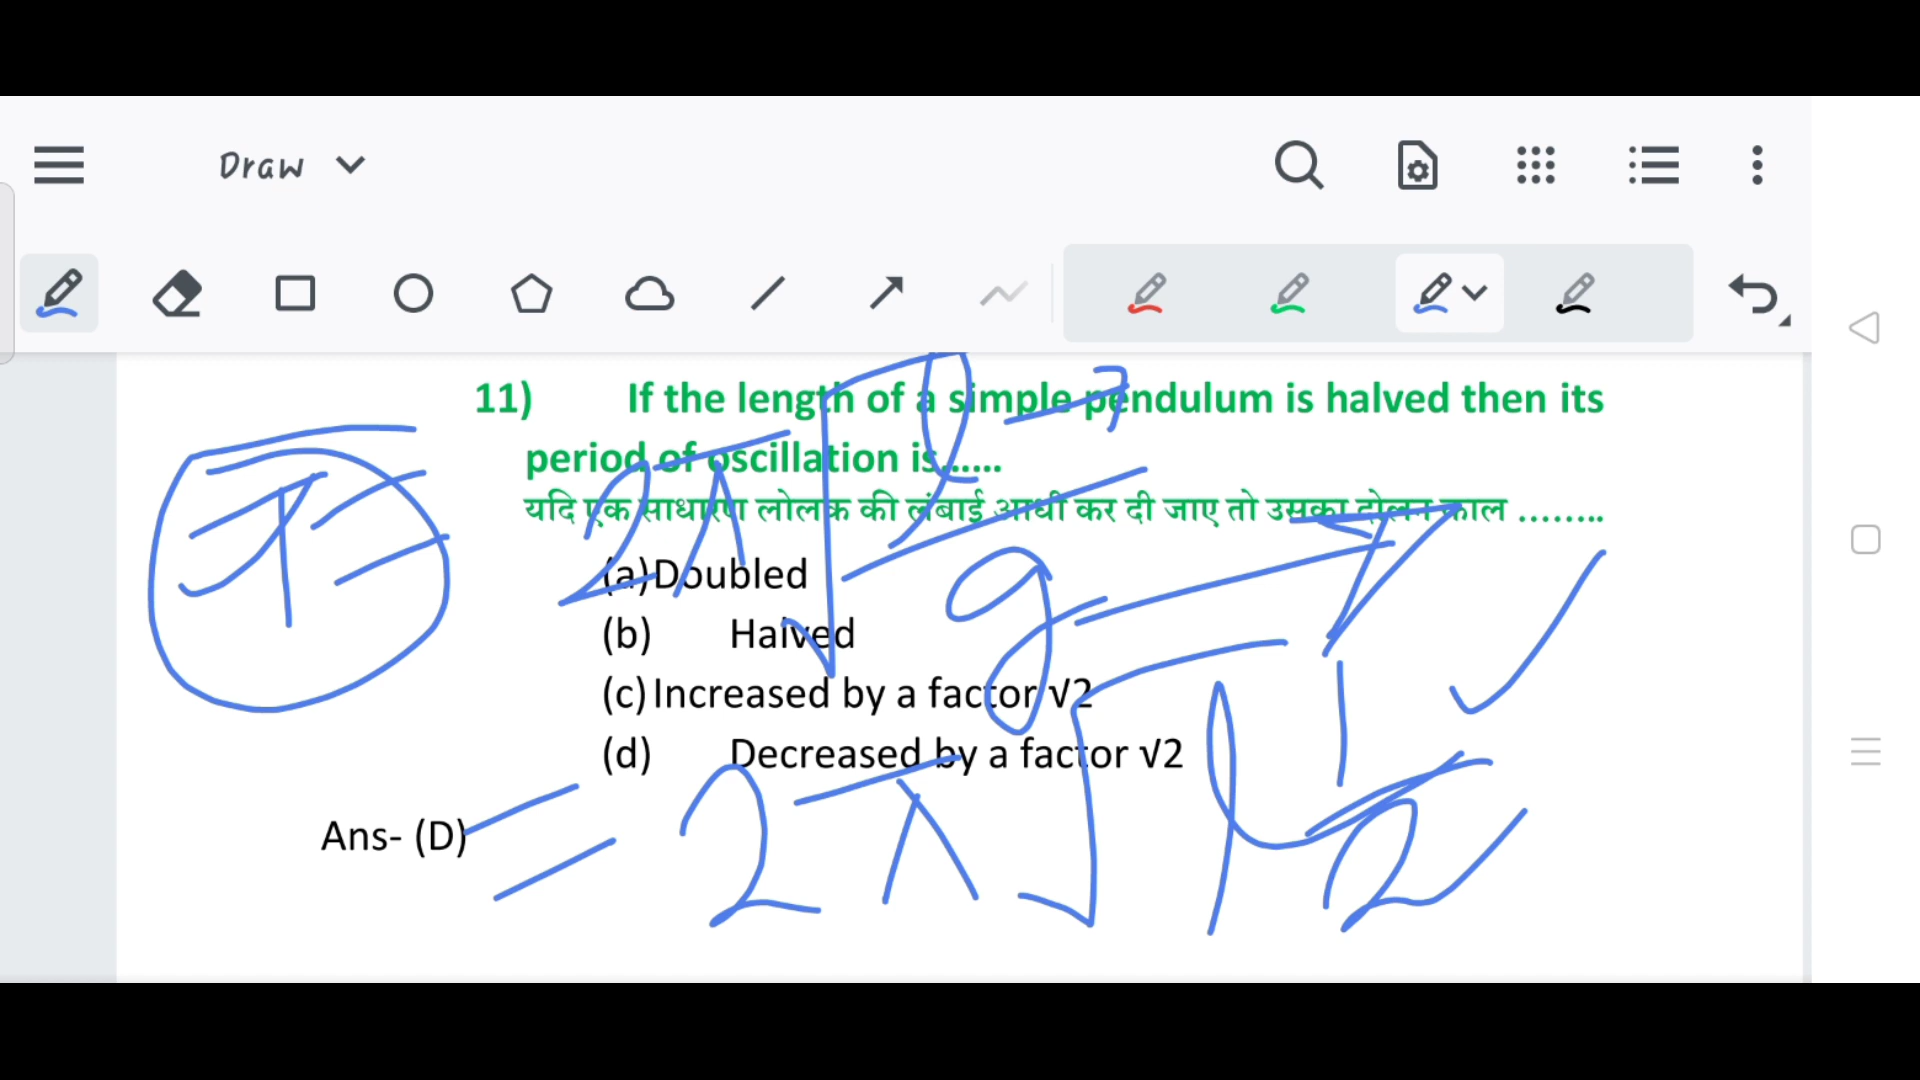 Draw
11) If the length of a simple pendulum is halved then its
period of oscillation is......
यदि एक साधारण लोलक की लंबाई आधी कर दी जाए तो उसका दोलन काल ........
(a) Doubled
(b) Halved
(c) Increased by a factor √2
(d) Decreased by a factor √2
Ans- (D)
T = 2π√l
g
= 2π√l
2